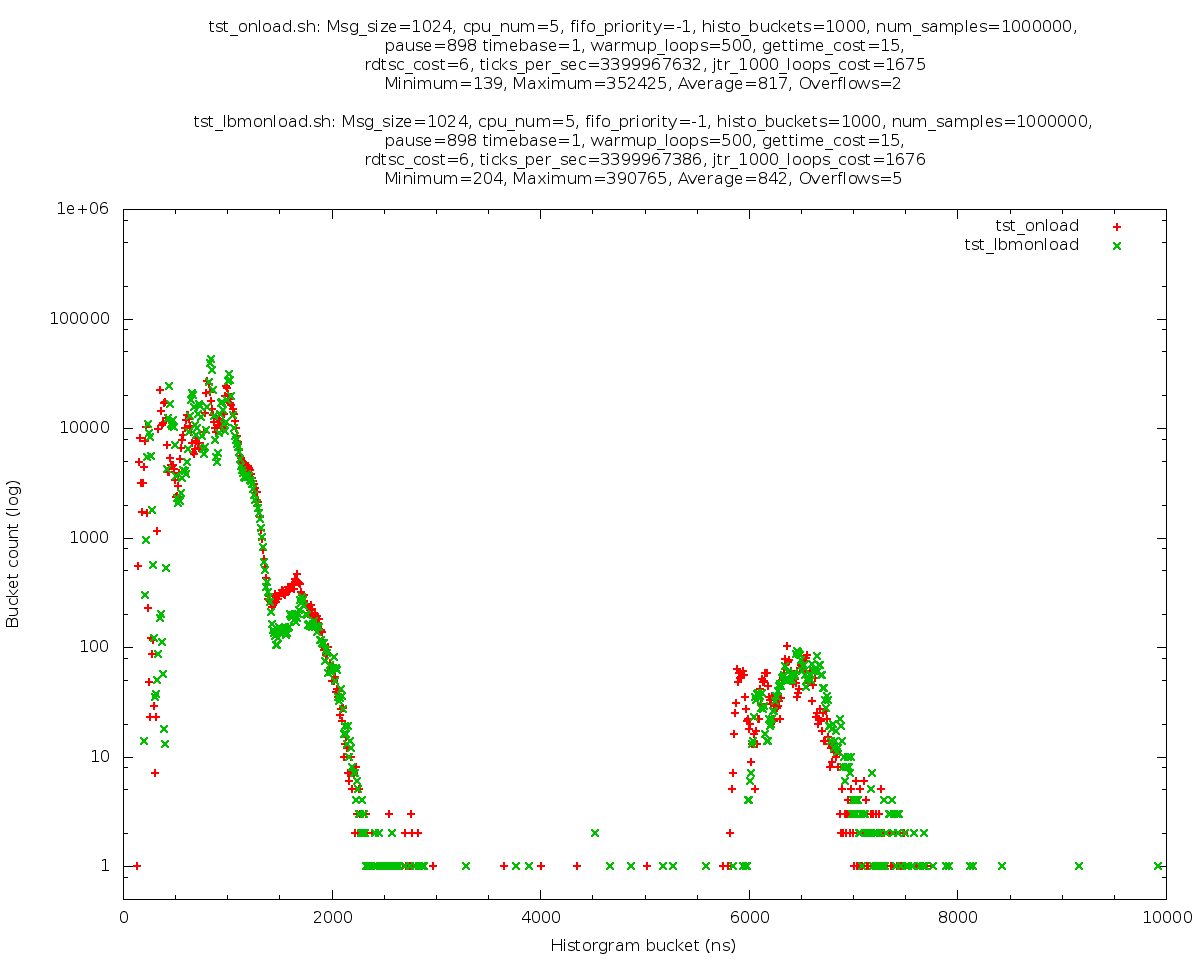 tst_onload.sh: Msg_size=1024, cpu_num=5, fifo_priority=-1, histo_buckets=1000, num_samples=1000000,
pause=898 timebase=1, warmup_loops=500, gettime_cost=15,
rdtsc_cost=6, ticks_per_sec=3399967632, jtr_1000_loops_cost=1675
Minimum=139, Maximum=352425, Average=817, Overflows=2
tst_lbmonload.sh: Msg_size=1024, cpu_num=5, fifo_priority=-1, histo_buckets=1000, num_samples=1000000,
pause=898 timebase=1, warmup_loops=500, gettime_cost=15,
rdtsc_cost=6, ticks_per_sec=3399967386, jtr_1000_loops_cost=1676
Minimum=204, Maximum=390765, Average=842, Overflows=5
1e+06
tst_onload
tst_lbmonload
100000
10000
1000
100
10
1
Bucket count (log)
0 2000 4000 6000 8000 10000
Historgram bucket (ns)